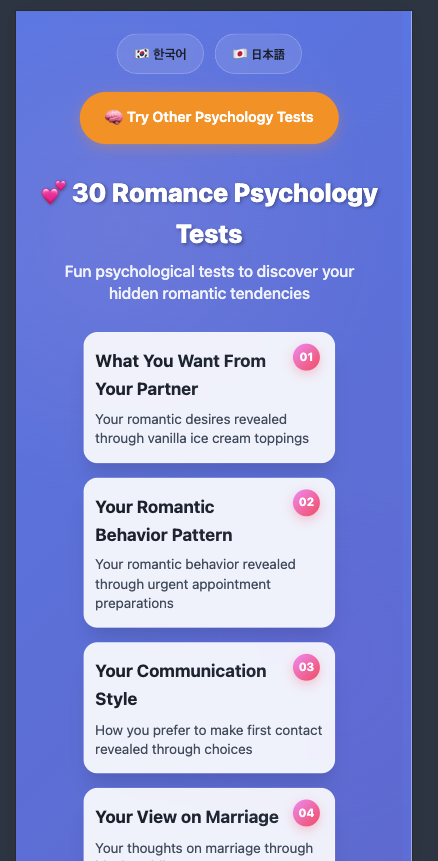 🇰🇷 한국어
🇯🇵 日本語
🧠 Try Other Psychology Tests
💕 30 Romance Psychology
Tests
Fun psychological tests to discover your
hidden romantic tendencies
What You Want From
Your Partner
01
Your romantic desires revealed
through vanilla ice cream toppings
Your Romantic
Behavior Pattern
02
Your romantic behavior revealed
through urgent appointment
preparations
Your Communication
Style
03
How you prefer to make first contact
revealed through choices
Your View on Marriage
04
Your thoughts on marriage through